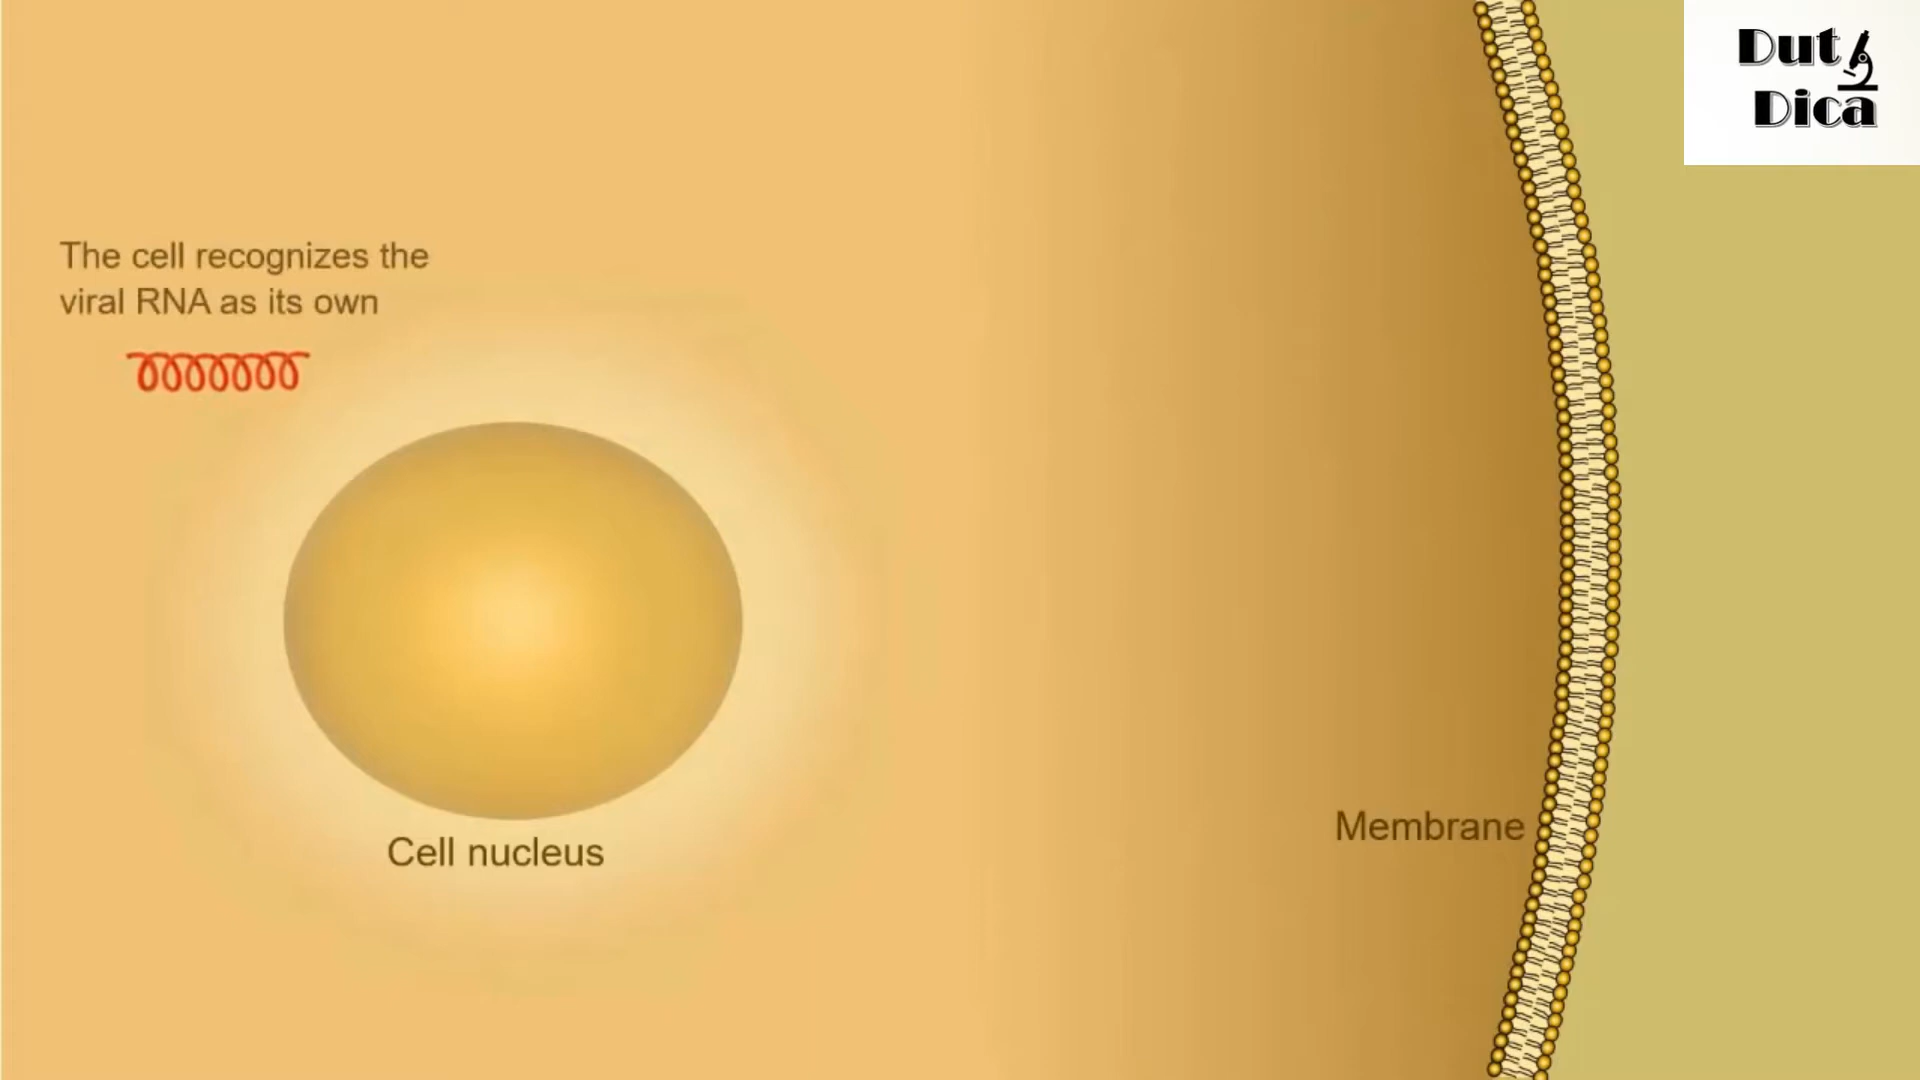 Dut
Dica
The cell recognizes the
viral RNA as its own
Cell nucleus
Membrane